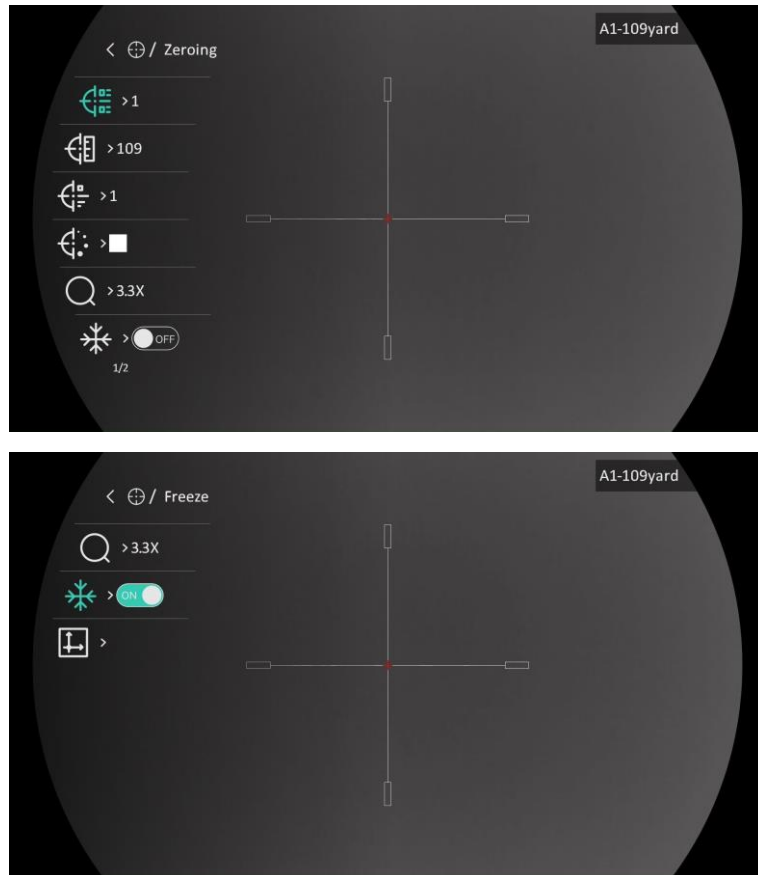 A1-109yard
< / Zeroing
>1
>109
>1
>
>3.3X
> OFF
1/2
A1-109yard
< / Freeze
>3.3X
> ON
>